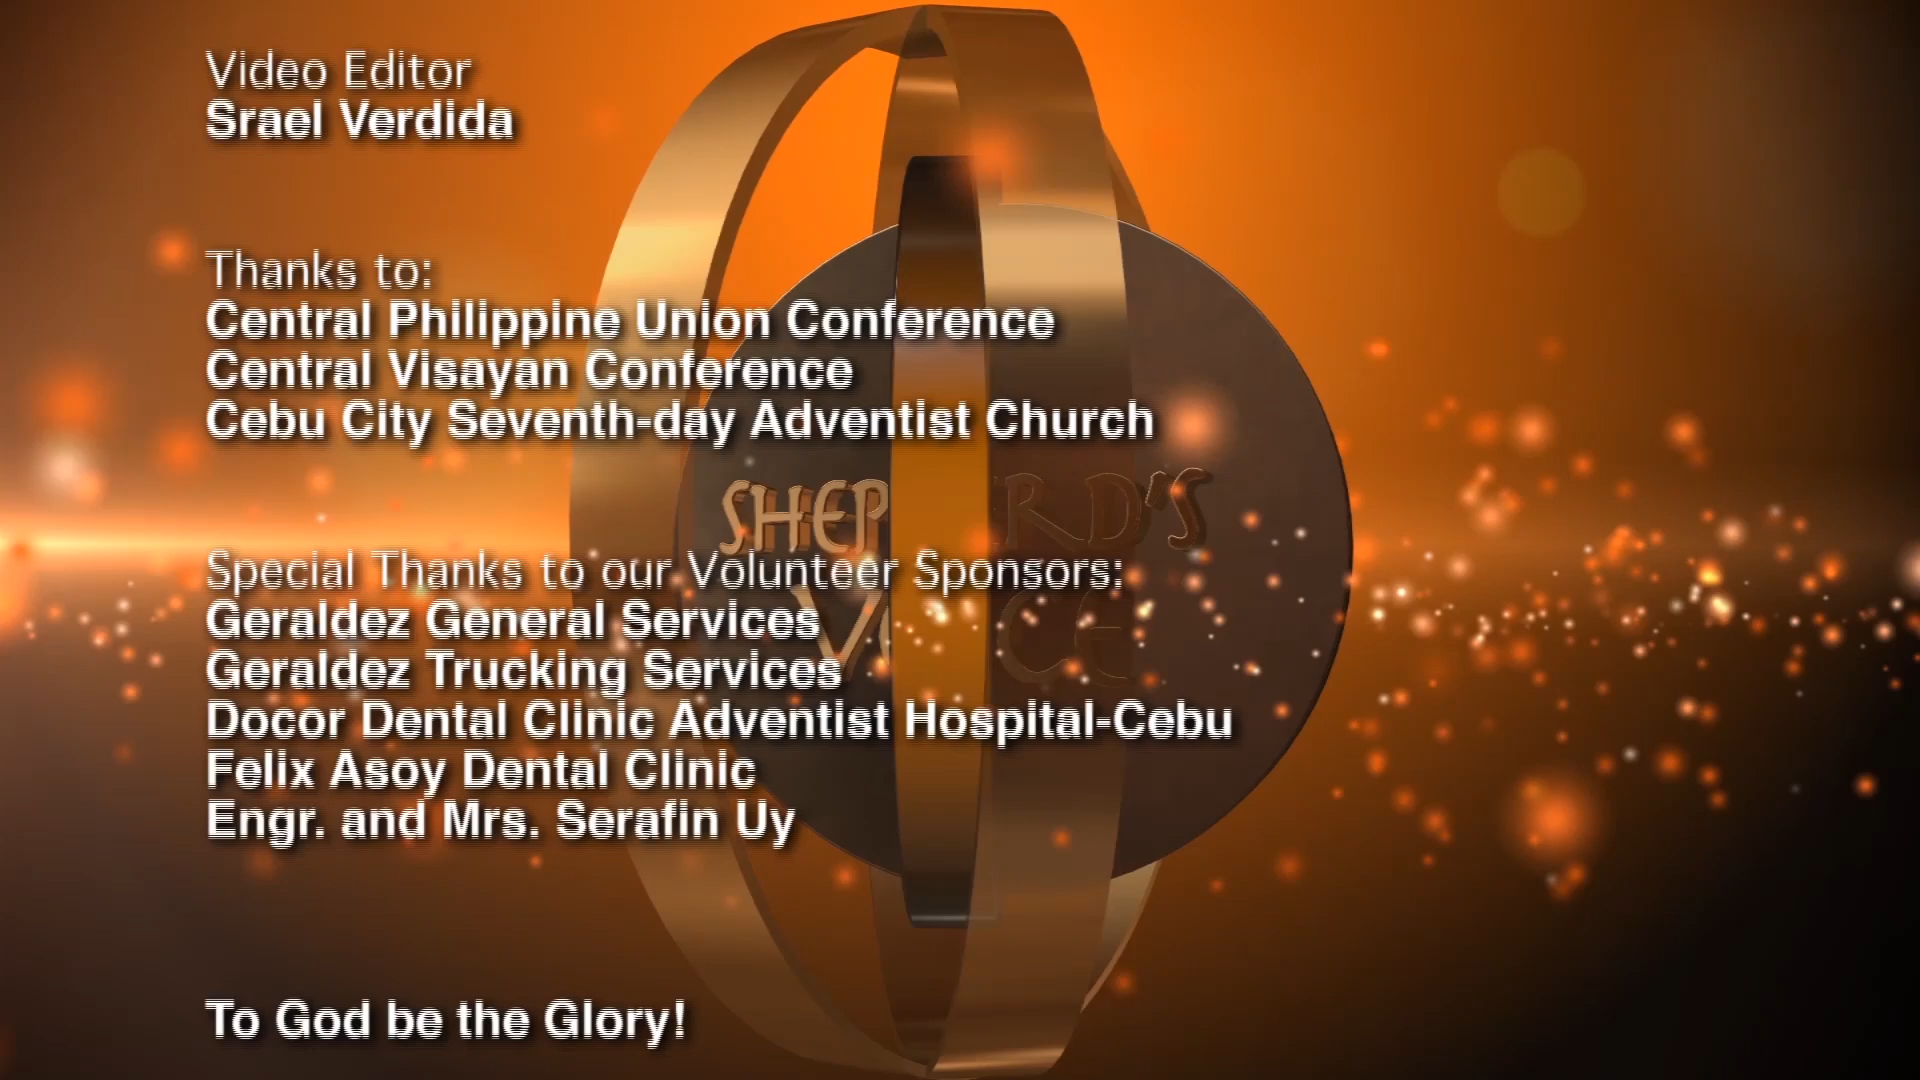 Video Editor
Srael Verdida
Thanks to:
Central Philippine Union Conference
Central Visayan Conference
Cebu City Seventh-day Adventist Church
Special Thanks to our Volunteer Sponsors:
Geraldez General Services
Geraldez Trucking Services
Docor Dental Clinic Adventist Hospital-Cebu
Felix Asoy Dental Clinic
Engr. and Mrs. Serafin Uy
To God be the Glory!